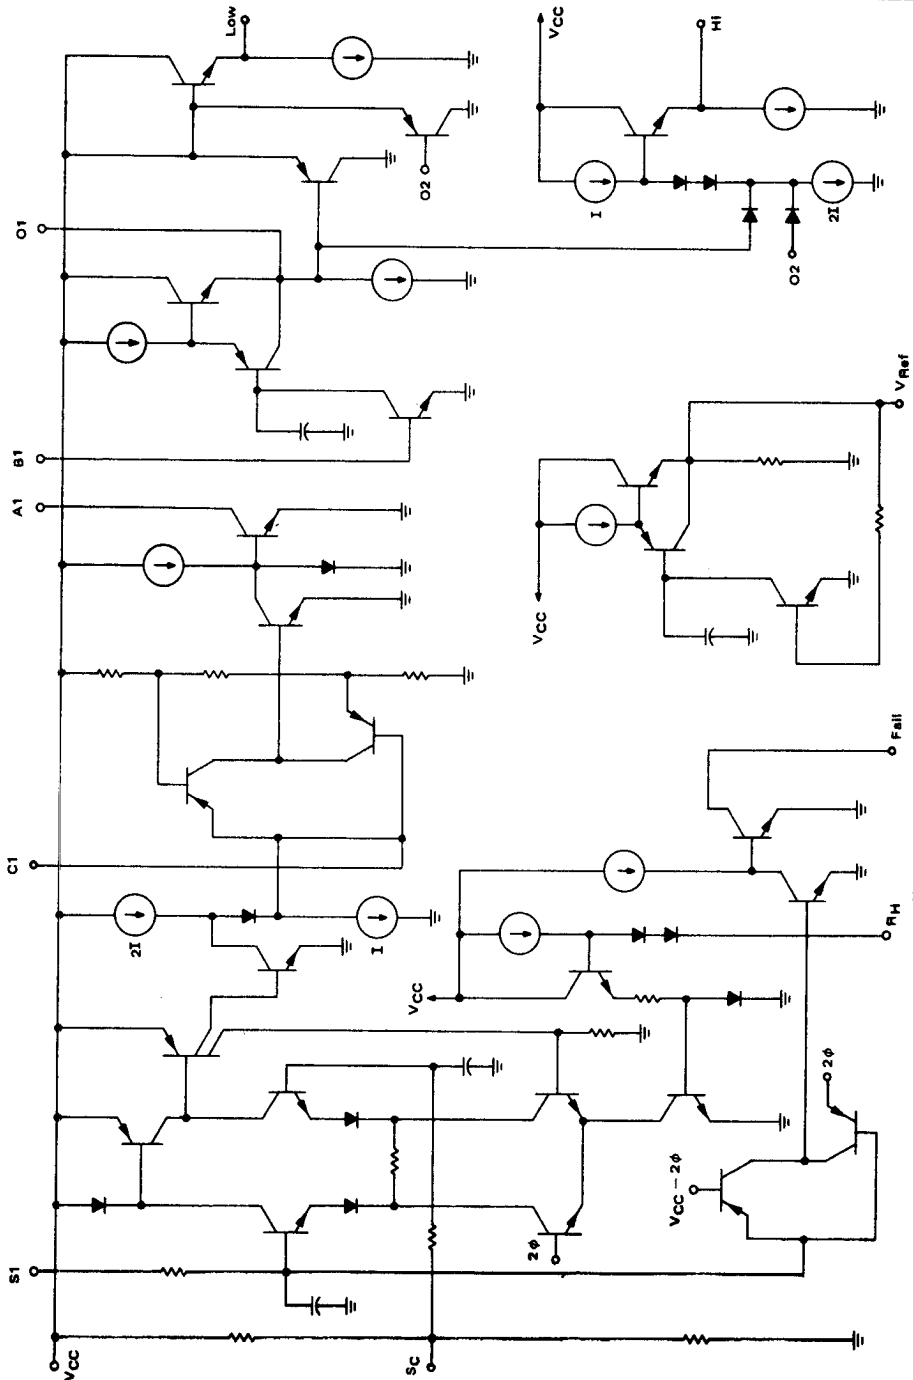 VCC
S1
C1
A1
B1
O1
Low
2I
I
O2
SC
2ϕ
VCC
VCC – 2ϕ
2ϕ
RH
Fail
VCC
VRef
VCC
Hi
I
2I
O2